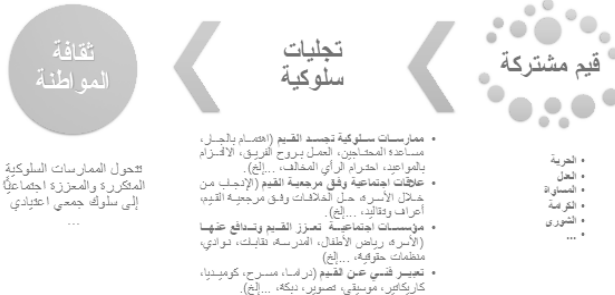 قيم مشتركة
• الحرية
• العدل
• المساواة
• الكرامة
• الشورى
• ...
تجليات
سلوكية
• ممارسات سلوكية تجسد القيم (اهتمام بالجار،
مساعدة المحتاجين، العمل بروح الفريق، الالتزام
بالمواعيد، احترام الرأي المخالف، ...إلخ).
• علاقات اجتماعية وفق مرجعية القيم (الإنجاب من
خلال الأسرة، حل الخلافات وفق مرجعية القيم،
أعراف وتقاليد، ...إلخ).
• مؤسسات اجتماعية تعزز القيم وتدافع عنها
(الأسرة، رياض الأطفال، المدرسة، نقابات، نوادي،
منظمات حقوقية، ...إلخ)
• تعبير فني عن القيم (دراما، مسرح، كوميديا،
كاريكاتير، موسيقى، تصوير، دبكة، ...إلخ).
ثقافة
المواطنة
تتحول الممارسات السلوكية
المتكررة والمعززة اجتماعيًّا
إلى سلوك جمعي اعتيادي
...